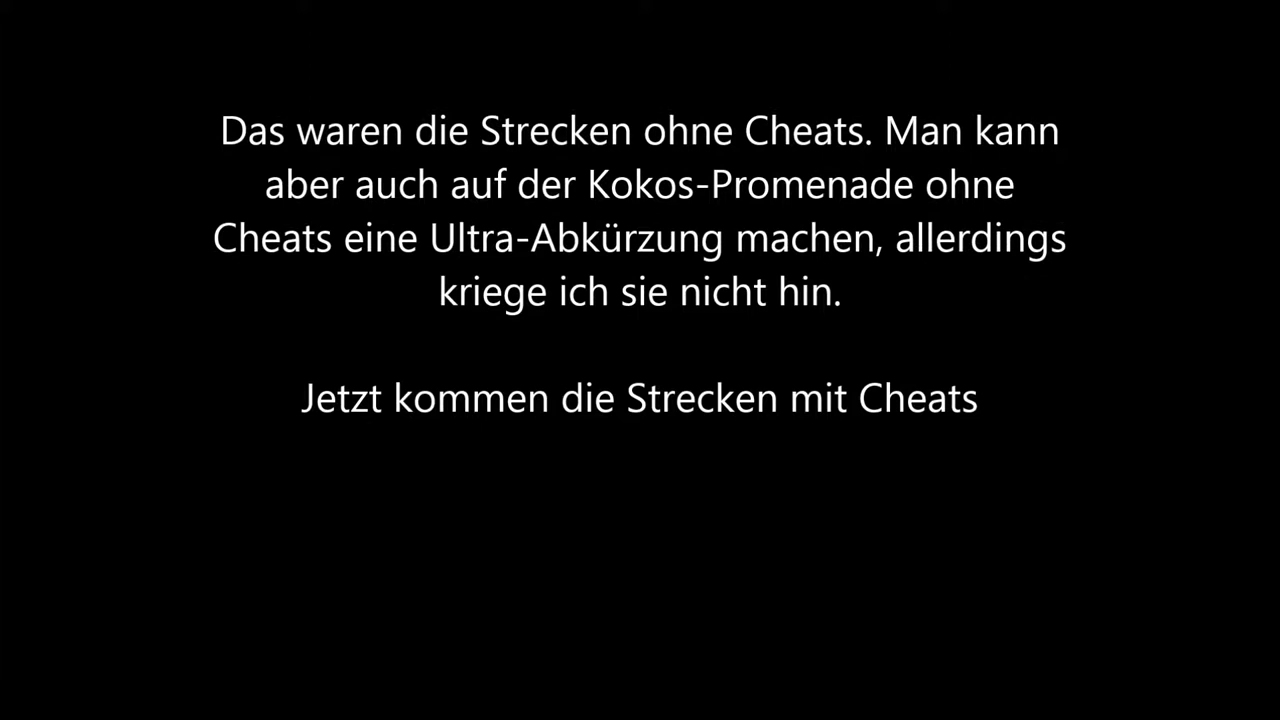 Das waren die Strecken ohne Cheats. Man kann
aber auch auf der Kokos-Promenade ohne
Cheats eine Ultra-Abkürzung machen, allerdings
kriege ich sie nicht hin.
Jetzt kommen die Strecken mit Cheats